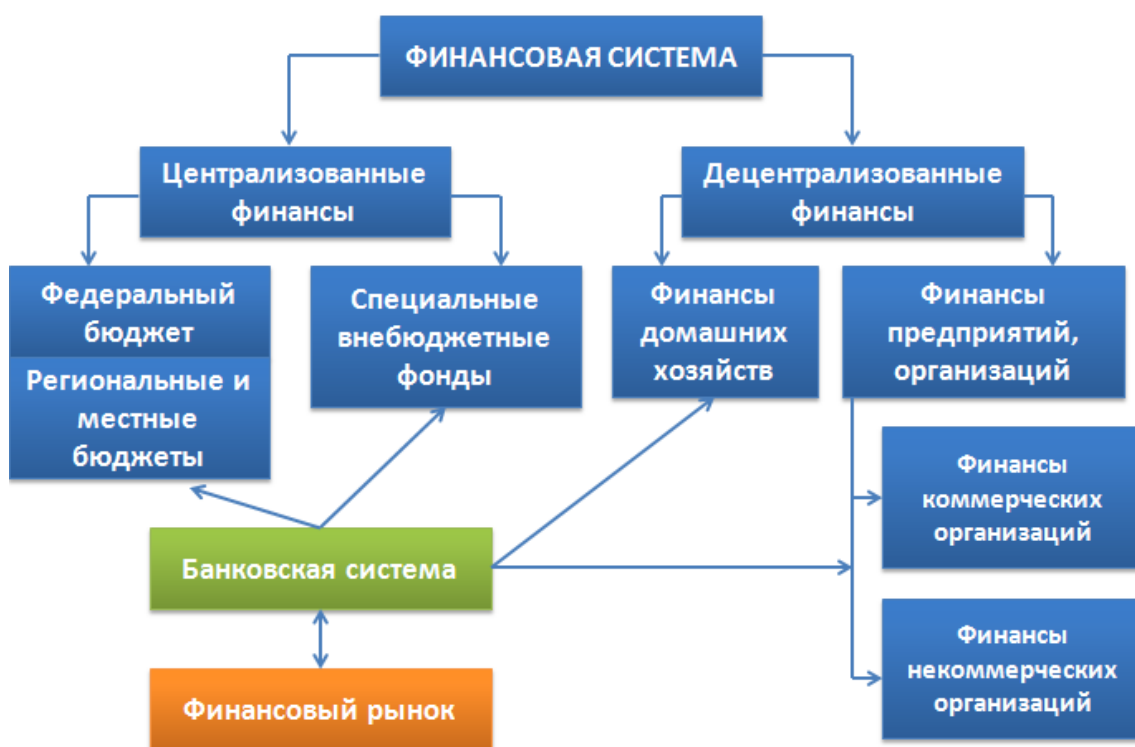 ФИНАНСОВАЯ СИСТЕМА
Централизованные
финансы
Децентрализованные
финансы
Федеральный
бюджет
Региональные и
местные
бюджеты
Специальные
внебюджетные
фонды
Финансы
домашних
хозяйств
Финансы
предприятий,
организаций
Финансы
коммерческих
организаций
Банковская система
Финансы
некоммерческих
организаций
Финансовый рынок